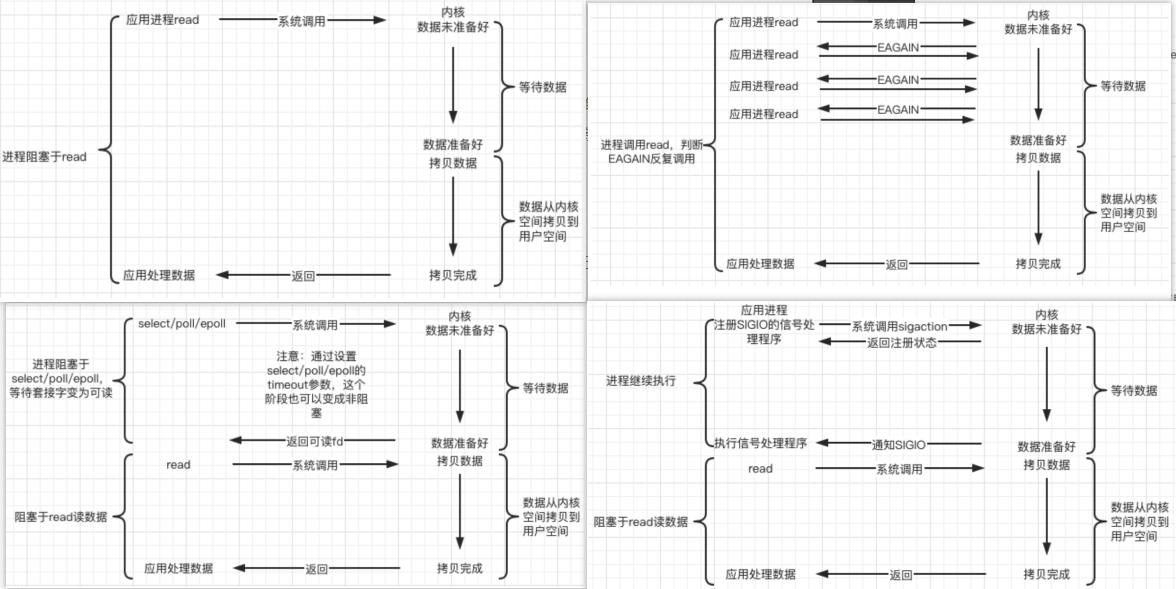 应用进程read
系统调用
内核
数据未准备好
等待数据
进程阻塞于read
数据准备好
拷贝数据
数据从内核
空间拷贝到
用户空间
应用处理数据
返回
拷贝完成
应用进程read
系统调用
内核
数据未准备好
应用进程read
EAGAIN
应用进程read
EAGAIN
等待数据
应用进程read
EAGAIN
进程调用read，判断
EAGAIN反复调用
数据准备好
拷贝数据
数据从内核
空间拷贝到
用户空间
应用处理数据
返回
拷贝完成
select/poll/epoll
系统调用
内核
数据未准备好
进程阻塞于
select/poll/epoll，
等待套接字变为可读
注意：通过设置
select/poll/epoll的
timeout参数，这个
阶段也可以变成非阻
塞
等待数据
返回可读fd
数据准备好
read
系统调用
拷贝数据
阻塞于read读数据
数据从内核
空间拷贝到
用户空间
应用处理数据
返回
拷贝完成
应用进程
注册SIGIO的信号处
理程序
系统调用sigaction
返回注册状态
内核
数据未准备好
进程继续执行
等待数据
执行信号处理程序
通知SIGIO
数据准备好
read
系统调用
拷贝数据
阻塞于read读数据
数据从内核
空间拷贝到
用户空间
应用处理数据
返回
拷贝完成